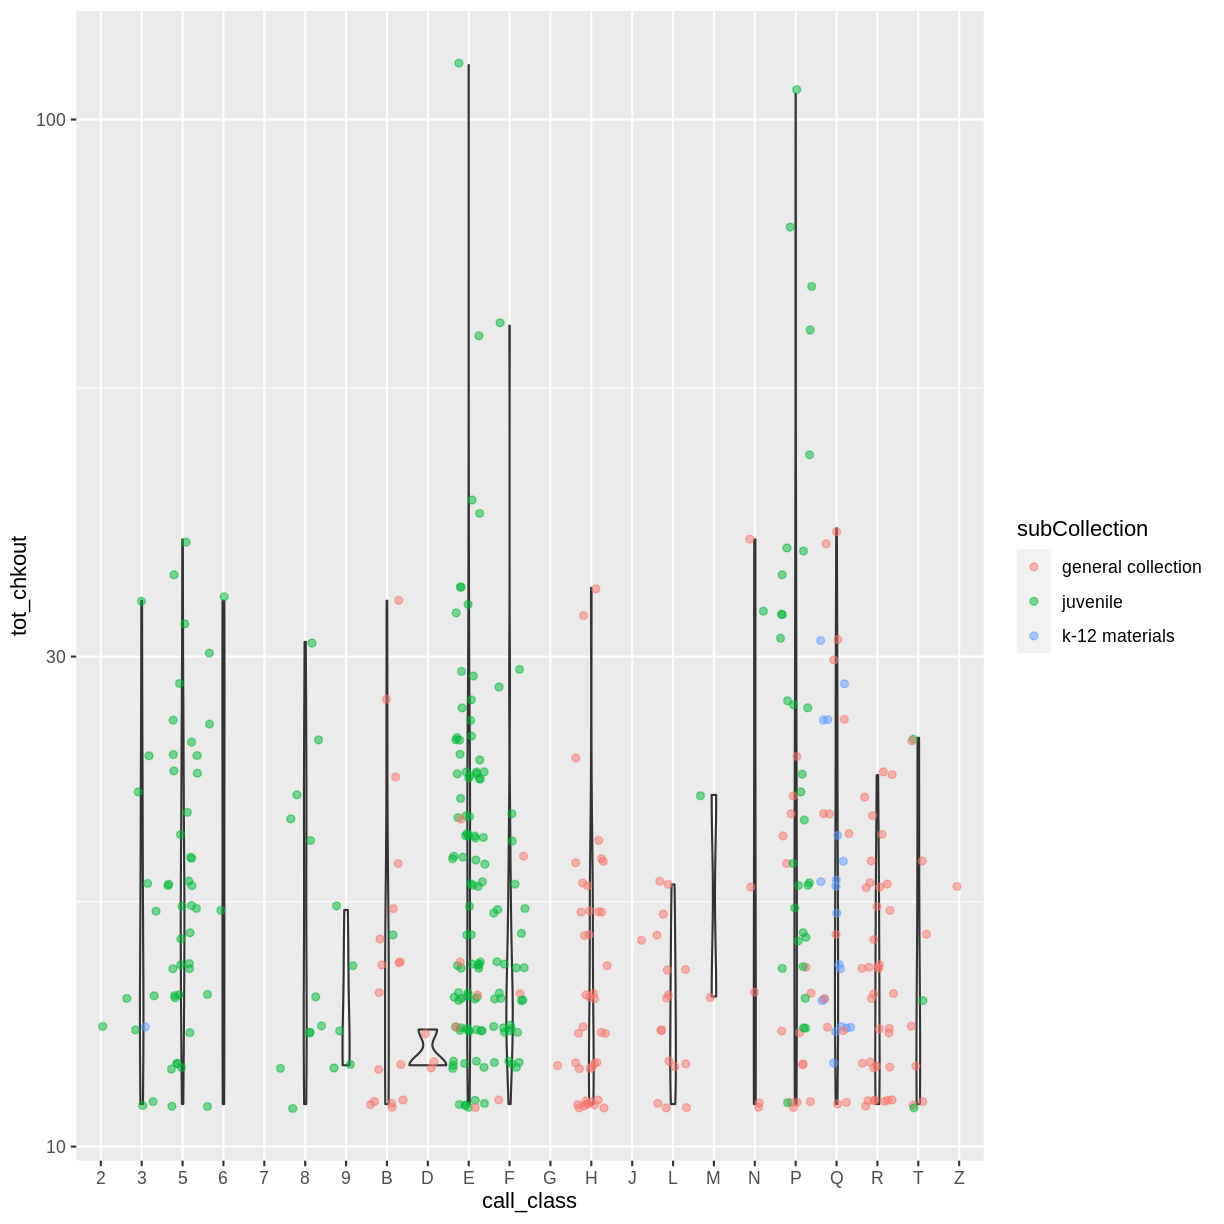 100
30
10
tot_chkout
2 3 5 6 7 8 9 B D E F G H J L M N P Q R T Z
call_class
subCollection
general collection
juvenile
k-12 materials